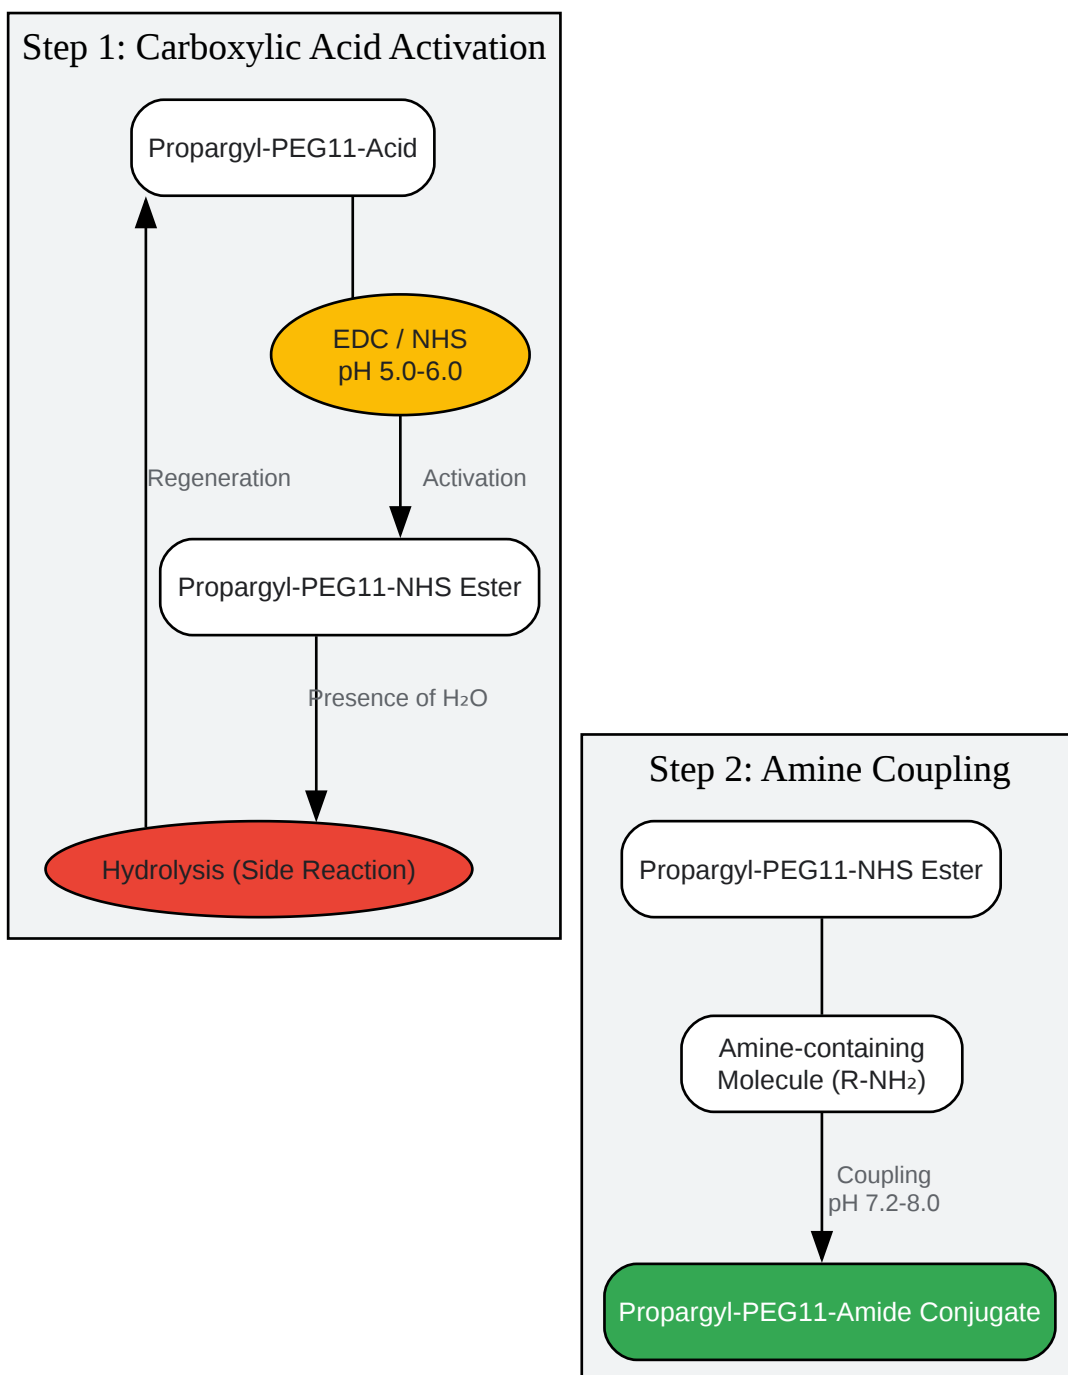 Step 1: Carboxylic Acid Activation
Propargyl-PEG11-Acid
EDC / NHS
pH 5.0-6.0
Regeneration
Activation
Propargyl-PEG11-NHS Ester
Presence of H₂O
Hydrolysis (Side Reaction)
Step 2: Amine Coupling
Propargyl-PEG11-NHS Ester
Amine-containing
Molecule (R-NH₂)
Coupling
pH 7.2-8.0
Propargyl-PEG11-Amide Conjugate